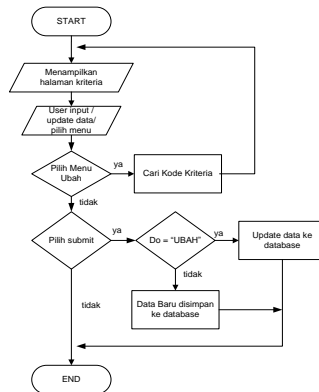 START
Menampilkan
halaman kriteria
User input /
update data/
pilih menu
Pilih Menu
Ubah
ya
Cari Kode Kriteria
tidak
Pilih submit
ya
Do = "UBAH"
ya
Update data ke
database
tidak
Data Baru disimpan
ke database
tidak
END